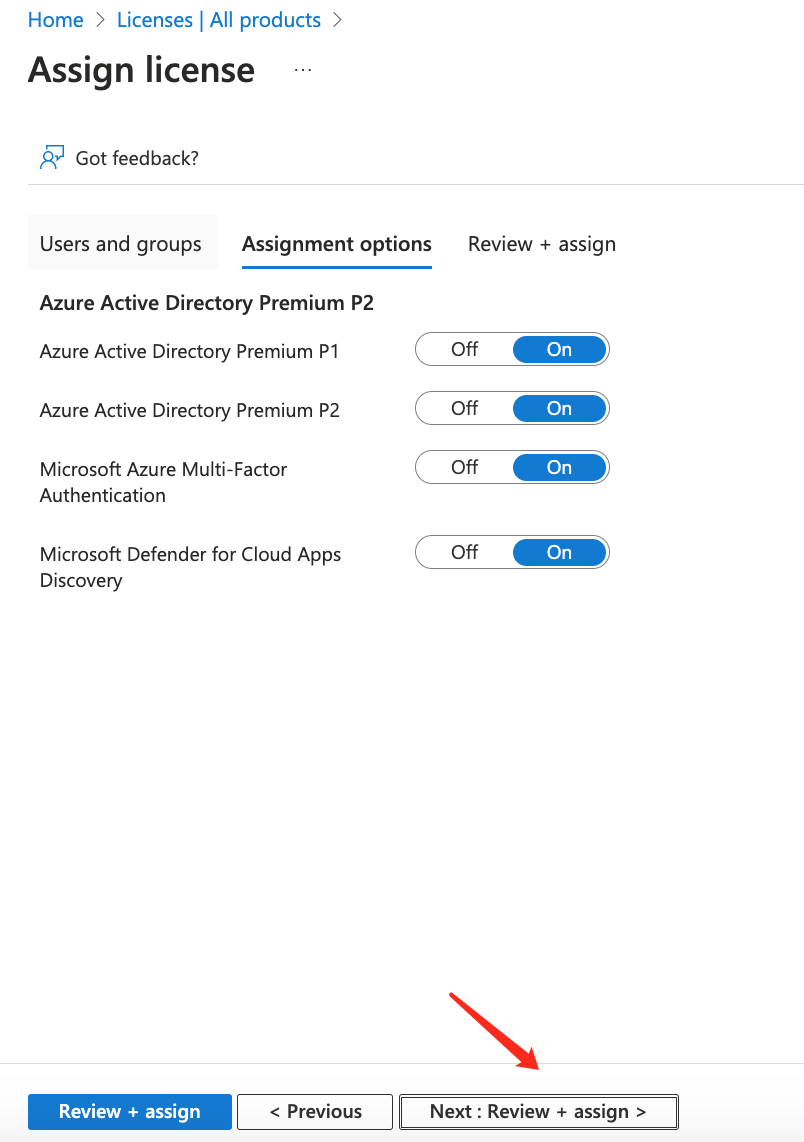 Home > Licenses | All products >
Assign license ...
Got feedback?
Users and groups Assignment options Review + assign
Azure Active Directory Premium P2
Azure Active Directory Premium P1 Off On
Azure Active Directory Premium P2 Off On
Microsoft Azure Multi-Factor Off On
Authentication
Microsoft Defender for Cloud Apps Off On
Discovery
Review + assign < Previous Next : Review + assign >